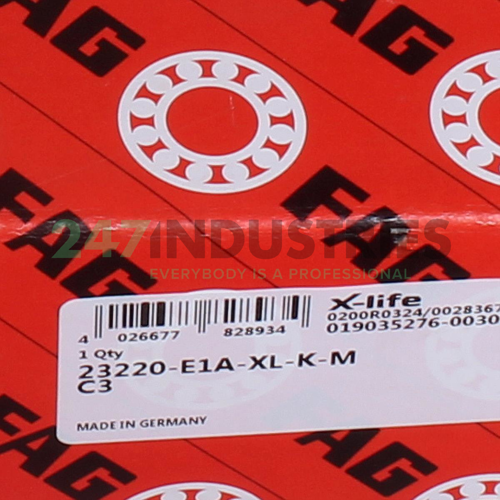 FAG
FAG
FAG
FAG
247INDUSTRIES
EVERYBODY IS A PROFESSIONAL
X-life
0200R0324/0028367
019035276-0030
4 026677 828934
1 Qty
23220-E1A-XL-K-M
C3
MADE IN GERMANY
FAG